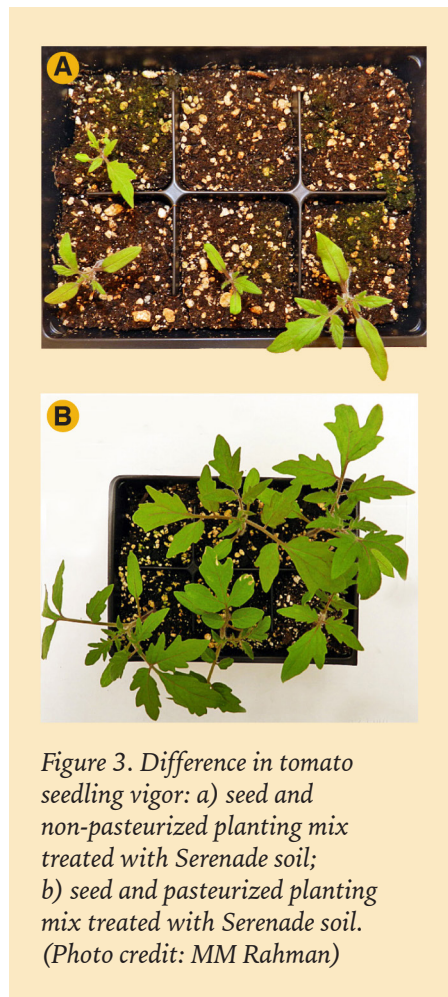 A
B
Figure 3. Difference in tomato
seedling vigor: a) seed and
non-pasteurized planting mix
treated with Serenade soil;
b) seed and pasteurized planting
mix treated with Serenade soil.
(Photo credit: MM Rahman)